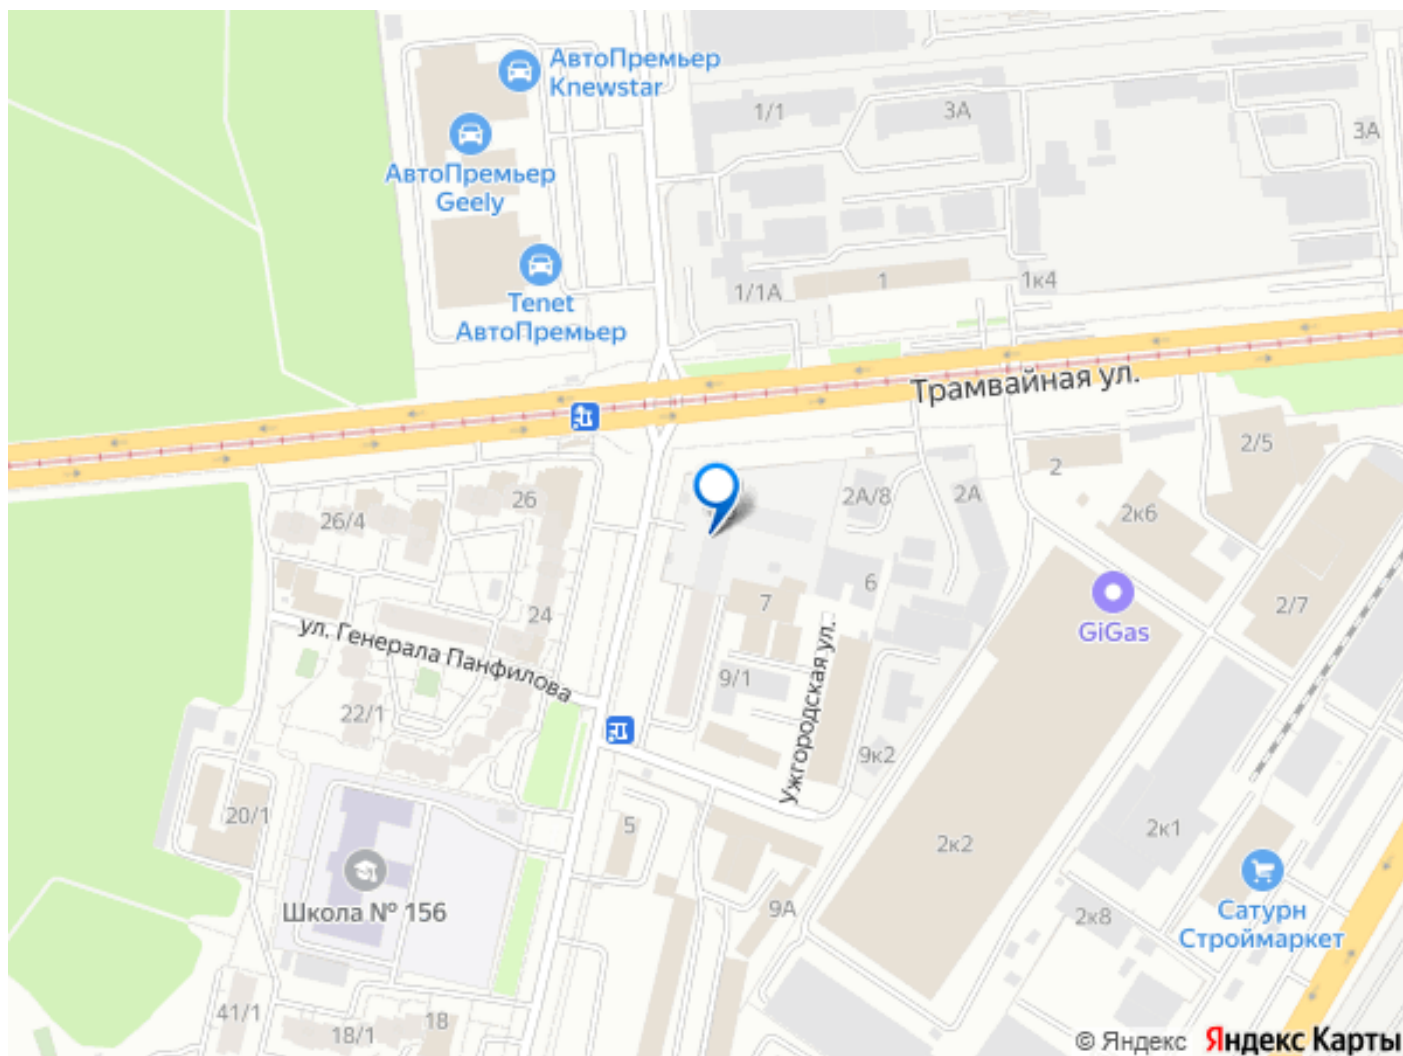 АвтоПремьер
Knewstar
АвтоПремьер
Geely
Tenet
АвтоПремьер
1/1
3А
3А
1/1А
1
1к4
Трамвайная ул.
26/4
26
24
ул. Генерала Панфилова
22/1
20/1
Школа № 156
41/1
18/1
18
2А/8
2А
2
2к6
2/5
2/7
6
7
9/1
Ужгородская ул.
9к2
5
9А
GiGas
2к2
2к1
2к8
Сатурн
Строймаркет
© Яндекс Яндекс Карты